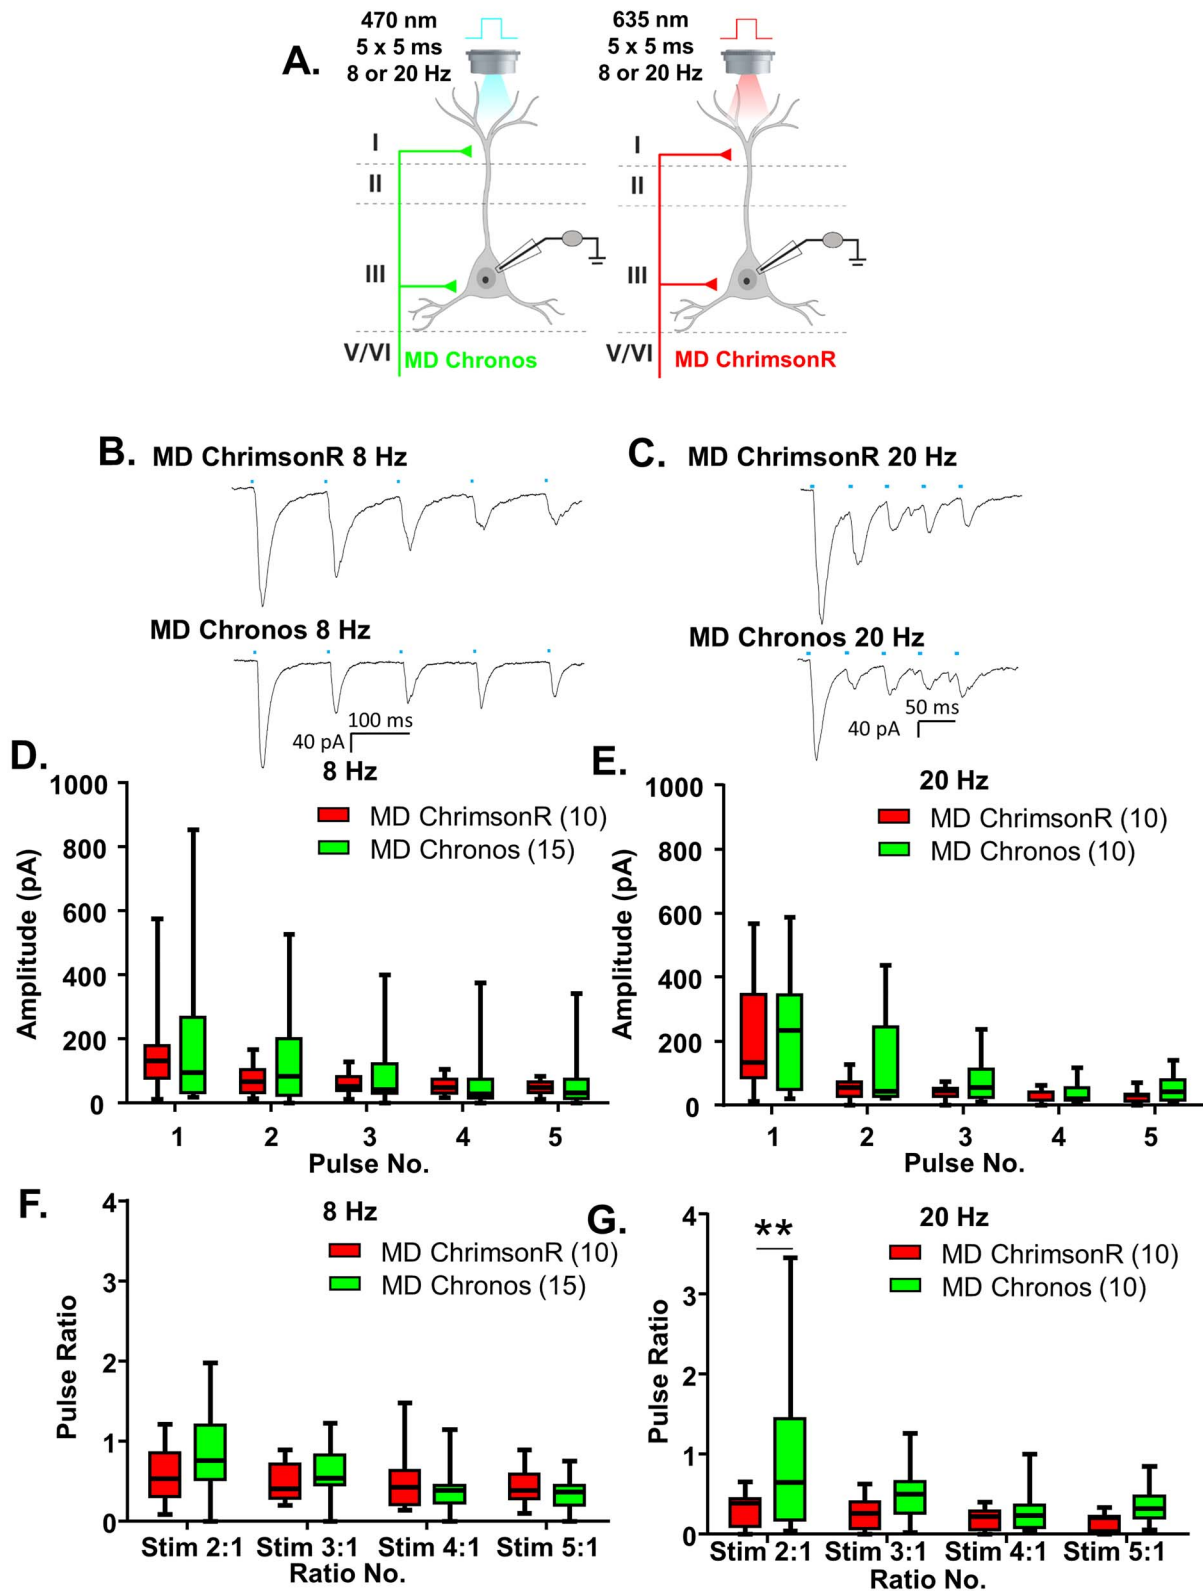 A.
470 nm
5 x 5 ms
8 or 20 Hz
635 nm
5 x 5 ms
8 or 20 Hz
I
II
III
V/VI
MD Chronos
I
II
III
V/VI
MD ChrimsonR
B.
MD ChrimsonR 8 Hz
MD Chronos 8 Hz
100 ms
40 pA
C.
MD ChrimsonR 20 Hz
MD Chronos 20 Hz
50 ms
40 pA
D.
8 Hz
MD ChrimsonR (10)
MD Chronos (15)
Amplitude (pA)
1000
800
600
400
200
0
1 2 3 4 5
Pulse No.
E.
20 Hz
MD ChrimsonR (10)
MD Chronos (10)
Amplitude (pA)
1000
800
600
400
200
0
1 2 3 4 5
Pulse No.
F.
8 Hz
MD ChrimsonR (10)
MD Chronos (15)
Pulse Ratio
4
3
2
1
0
Stim 2:1 Stim 3:1 Stim 4:1 Stim 5:1
Ratio No.
G.
20 Hz
**
MD ChrimsonR (10)
MD Chronos (10)
Pulse Ratio
4
3
2
1
0
Stim 2:1 Stim 3:1 Stim 4:1 Stim 5:1
Ratio No.